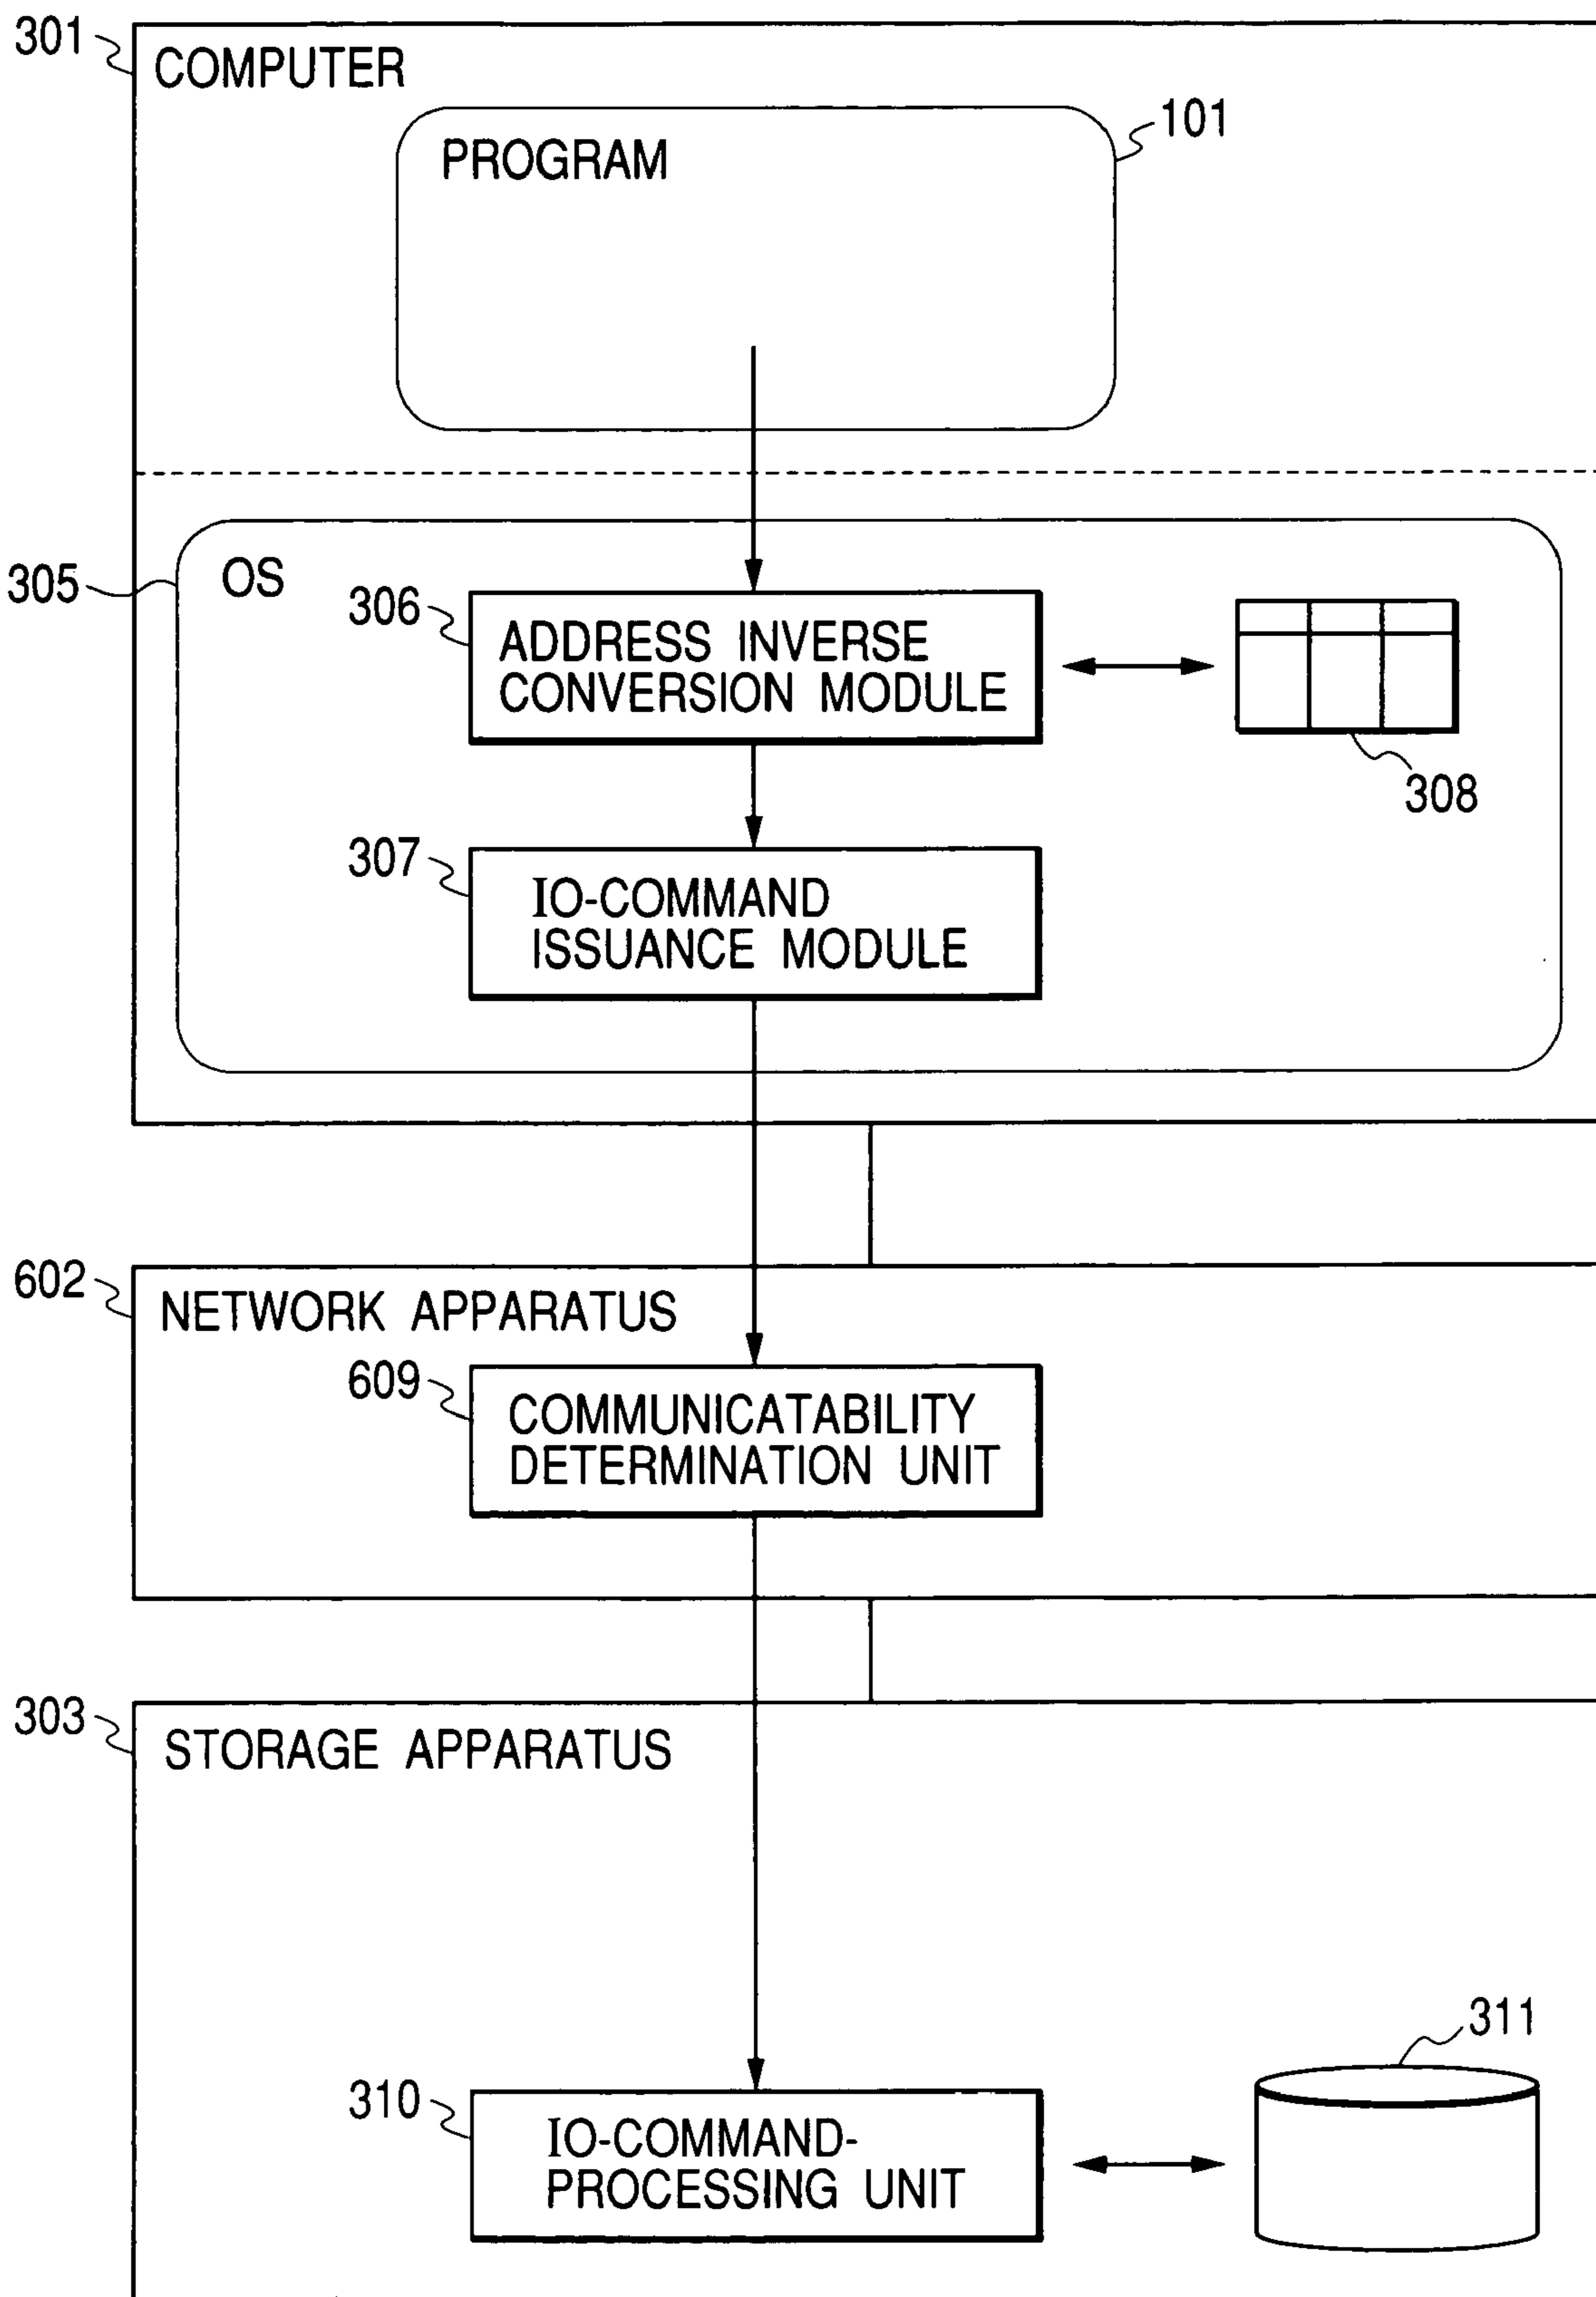 301
COMPUTER
101
PROGRAM
305
OS
306
ADDRESS INVERSE
CONVERSION MODULE
308
307
IO-COMMAND
ISSUANCE MODULE
602
NETWORK APPARATUS
609
COMMUNICATABILITY
DETERMINATION UNIT
303
STORAGE APPARATUS
311
310
IO-COMMAND-
PROCESSING UNIT